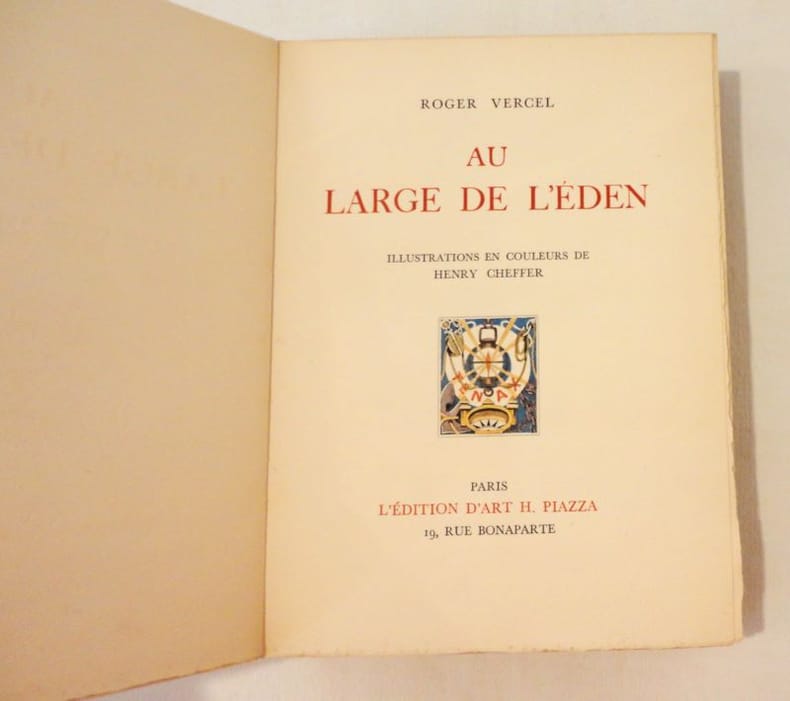 ROGER VERCEL
AU
LARGE DE L'ÉDEN
ILLUSTRATIONS EN COULEURS DE
HENRY CHEFFER
TENAX
PARIS
L'ÉDITION D'ART H. PIAZZA
19, RUE BONAPARTE